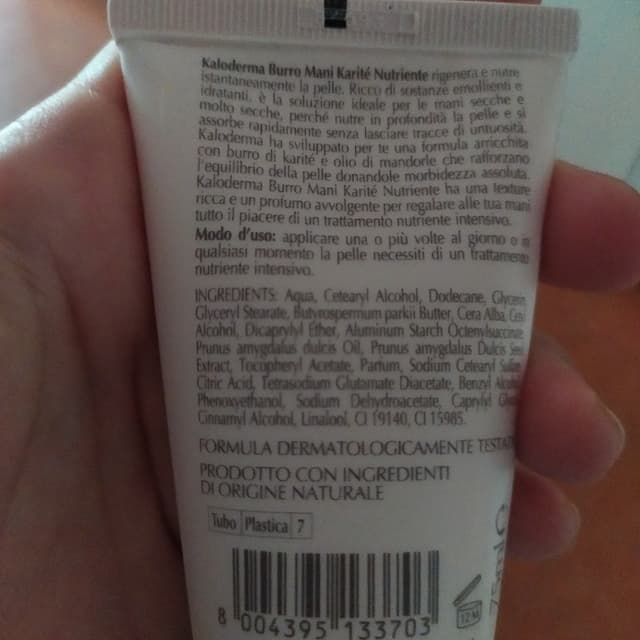 Kaloderma Burro Mani Karité Nutriente rigenera e nutre
istantaneamente la pelle. Ricco di sostanze emollienti e
idratanti, è la soluzione ideale per le mani secche e
molto secche, perché nutre in profondità la pelle e si
assorbe rapidamente senza lasciare tracce di untuosità.
Kaloderma ha sviluppato per te una formula arricchita
con burro di karité e olio di mandorle che rafforzano
l'equilibrio della pelle donandole morbidezza assoluta.
Kaloderma Burro Mani Karité Nutriente ha una texture
ricca e un profumo avvolgente per regalare alle tua mani
tutto il piacere di un trattamento nutriente intensivo.
Modo d'uso: applicare una o più volte al giorno o in
qualsiasi momento la pelle necessiti di un trattamento
nutriente intensivo.
INGREDIENTS: Aqua, Cetearyl Alcohol, Dodecane, Glycerin,
Glyceryl Stearate, Butyrospermum parkii Butter, Cera Alba,
Alcohol, Dicaprylyl Ether, Aluminum Starch Octenylsuccinate,
Prunus amygdalus dulcis Oil, Prunus amygdalus Dulcis
Extract, Tocopheryl Acetate, Parfum, Sodium Cetearyl
Citric Acid, Tetrasodium Glutamate Diacetate, Benzyl Alcohol,
Phenoxyethanol, Sodium Dehydroacetate, Caprylyl
Cinnamyl Alcohol, Linalool, CI 19140, CI 15985.
FORMULA DERMATOLOGICAMENTE TESTATA
PRODOTTO CON INGREDIENTI
DI ORIGINE NATURALE
Tubo Plastica 7
8 004395 133703